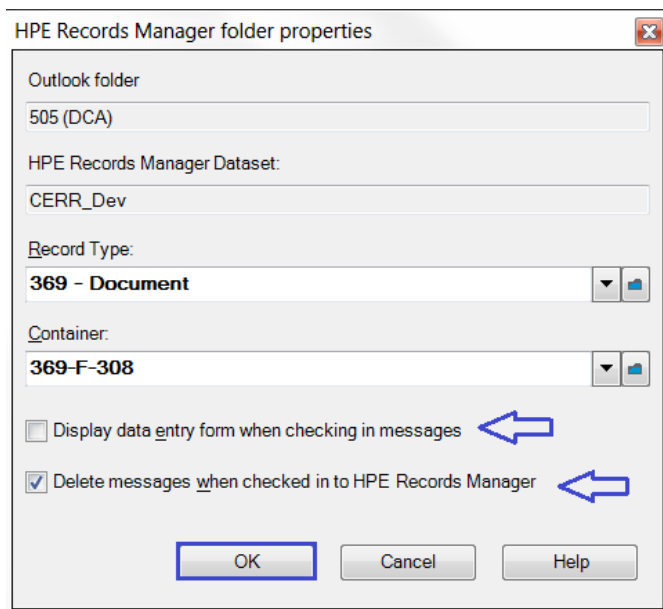 HPE Records Manager folder properties
Outlook folder
505 (DCA)
HPE Records Manager Dataset:
CERR_Dev
Record Type:
369 - Document
Container:
369-F-308
Display data entry form when checking in messages
Delete messages when checked in to HPE Records Manager
OK Cancel Help